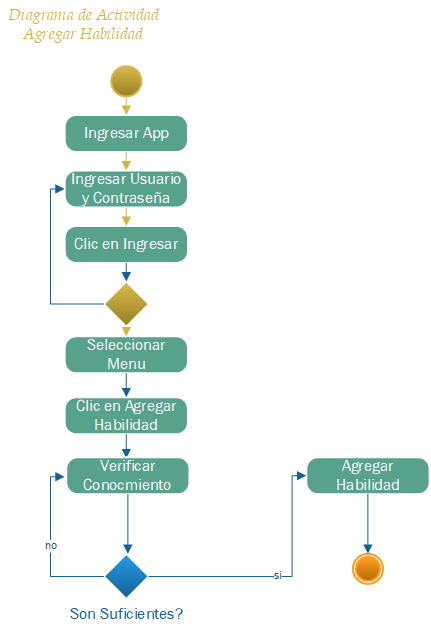 Diagrama de Actividad
Agregar Habilidad
Ingresar App
Ingresar Usuario
y Contraseña
Clic en Ingresar
Seleccionar
Menu
Clic en Agregar
Habilidad
Verificar
Conocmiento
Agregar
Habilidad
no
si
Son Suficientes?